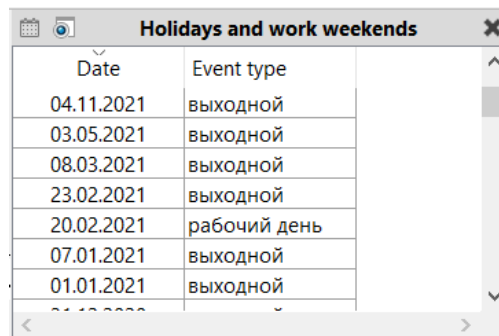 Holidays and work weekends
Date Event type
04.11.2021 выходной
03.05.2021 выходной
08.03.2021 выходной
23.02.2021 выходной
20.02.2021 рабочий день
07.01.2021 выходной
01.01.2021 выходной